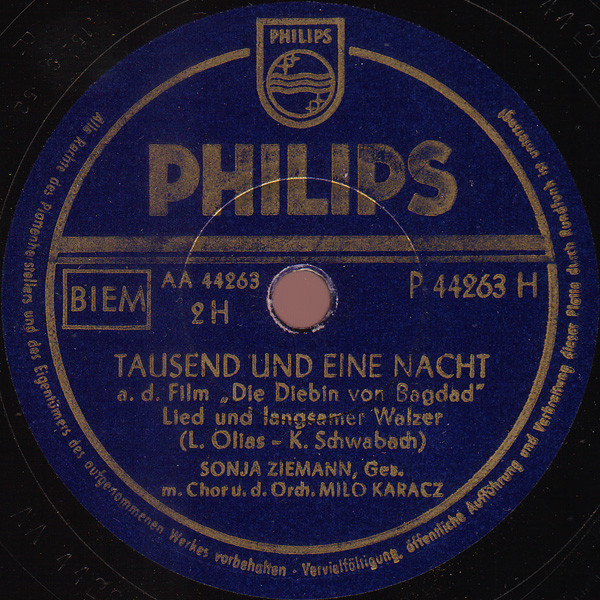 PHILIPS
PHILIPS
BIEM
AA 44263
2 H
P 44263 H
TAUSEND UND EINE NACHT
a. d. Film „Die Diebin von Bagdad"
Lied und langsamer Walzer
(L. Olias - K. Schwabach)
SONJA ZIEMANN, Ges.
m. Chor u. d. Orch. MILO KARACZ
Alle Rechte des Plattenherstellers und des Eigentümers des aufgenommenen Werkes vorbehalten - Vervielfältigung, öffentliche Aufführung und Verbreitung dieser Platte durch Rundfunk ist untersagt